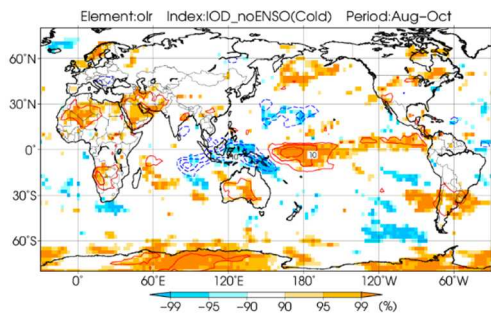 Element:olr Index:IOD_noENSO(Cold) Period:Aug-Oct
60°N
30°N
0°
10
30°S
60°S
0° 60°E 120°E 180° 120°W 60°W
-99 -95 -90 90 95 99 (%)